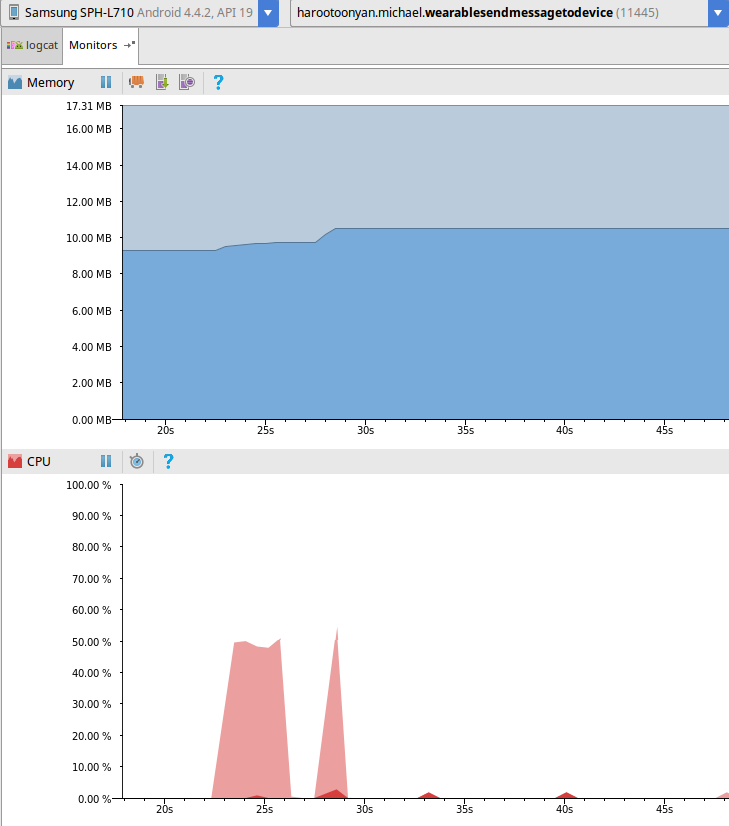 Samsung SPH-L710 Android 4.4.2, API 19
harootoonyan.michael.wearablesendmessagetodevice (11445)
logcat
Monitors
Memory
?
17.31 MB
16.00 MB
14.00 MB
12.00 MB
10.00 MB
8.00 MB
6.00 MB
4.00 MB
2.00 MB
0.00 MB
20s 25s 30s 35s 40s 45s
CPU
?
100.00 %
90.00 %
80.00 %
70.00 %
60.00 %
50.00 %
40.00 %
30.00 %
20.00 %
10.00 %
0.00 %
20s 25s 30s 35s 40s 45s